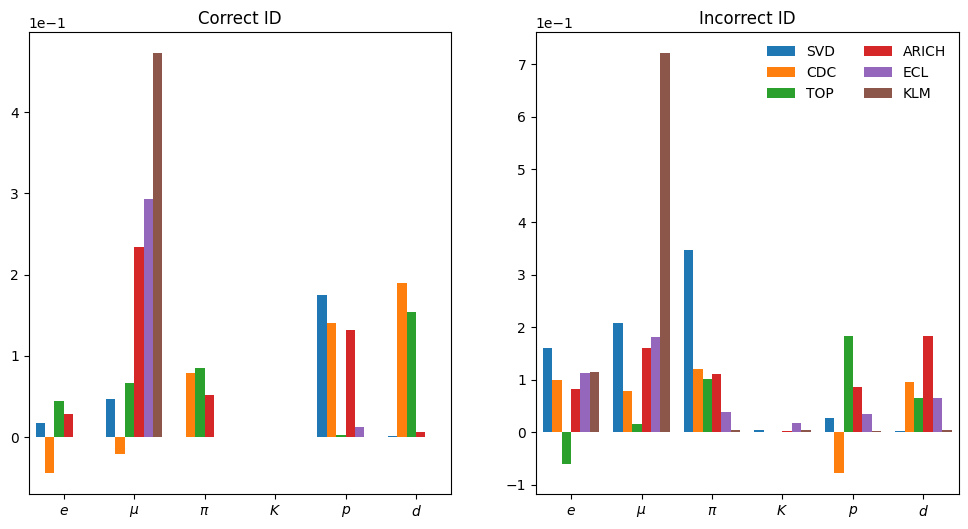 Correct ID
1e−1
4
3
2
1
0
e μ π K p d
Incorrect ID
1e−1
7
6
5
4
3
2
1
0
−1
e μ π K p d
SVD ARICH
CDC ECL
TOP KLM